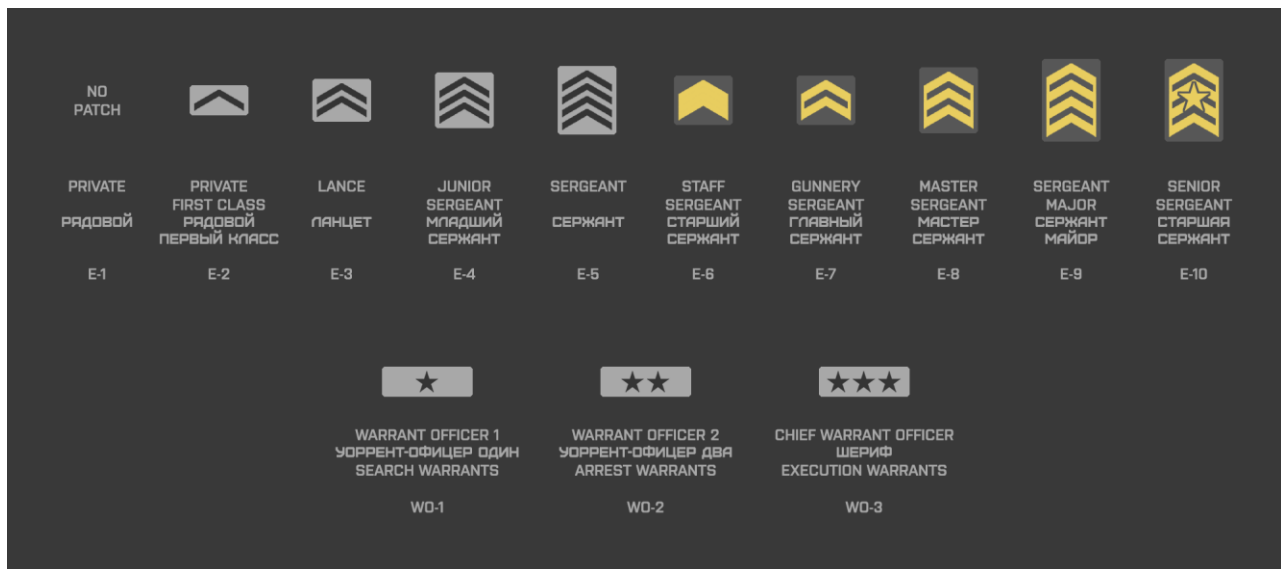 NO
PATCH
PRIVATE
РЯДОВОЙ
E-1
PRIVATE
FIRST CLASS
РЯДОВОЙ
ПЕРВЫЙ КЛАСС
E-2
LANCE
ЛАНЦЕТ
E-3
JUNIOR
SERGEANT
МЛАДШИЙ
СЕРЖАНТ
E-4
SERGEANT
СЕРЖАНТ
E-5
STAFF
SERGEANT
СТАРШИЙ
СЕРЖАНТ
E-6
GUNNERY
SERGEANT
ГЛАВНЫЙ
СЕРЖАНТ
E-7
MASTER
SERGEANT
МАСТЕР
СЕРЖАНТ
E-8
SERGEANT
MAJOR
СЕРЖАНТ
МАЙОР
E-9
SENIOR
SERGEANT
СТАРШАЯ
СЕРЖАНТ
E-10
WARRANT OFFICER 1
УОРРЕНТ-ОФИЦЕР ОДИН
SEARCH WARRANTS
WO-1
WARRANT OFFICER 2
УОРРЕНТ-ОФИЦЕР ДВА
ARREST WARRANTS
WO-2
CHIEF WARRANT OFFICER
ШЕРИФ
EXECUTION WARRANTS
WO-3